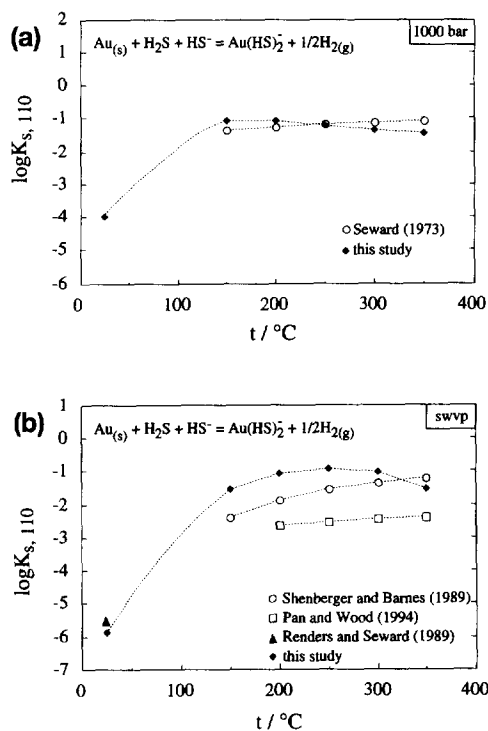 (a)
Au(s) + H2S + HS- = Au(HS)2- + 1/2H2(g)
1000 bar
logKs, 110
2
1
0
-1
-2
-3
-4
-5
-6
Seward (1973)
this study
0 100 200 300 400
t / °C
(b)
Au(s) + H2S + HS- = Au(HS)2- + 1/2H2(g)
swvp
logKs, 110
1
0
-1
-2
-3
-4
-5
-6
-7
Shenberger and Barnes (1989)
Pan and Wood (1994)
Renders and Seward (1989)
this study
0 100 200 300 400
t / °C